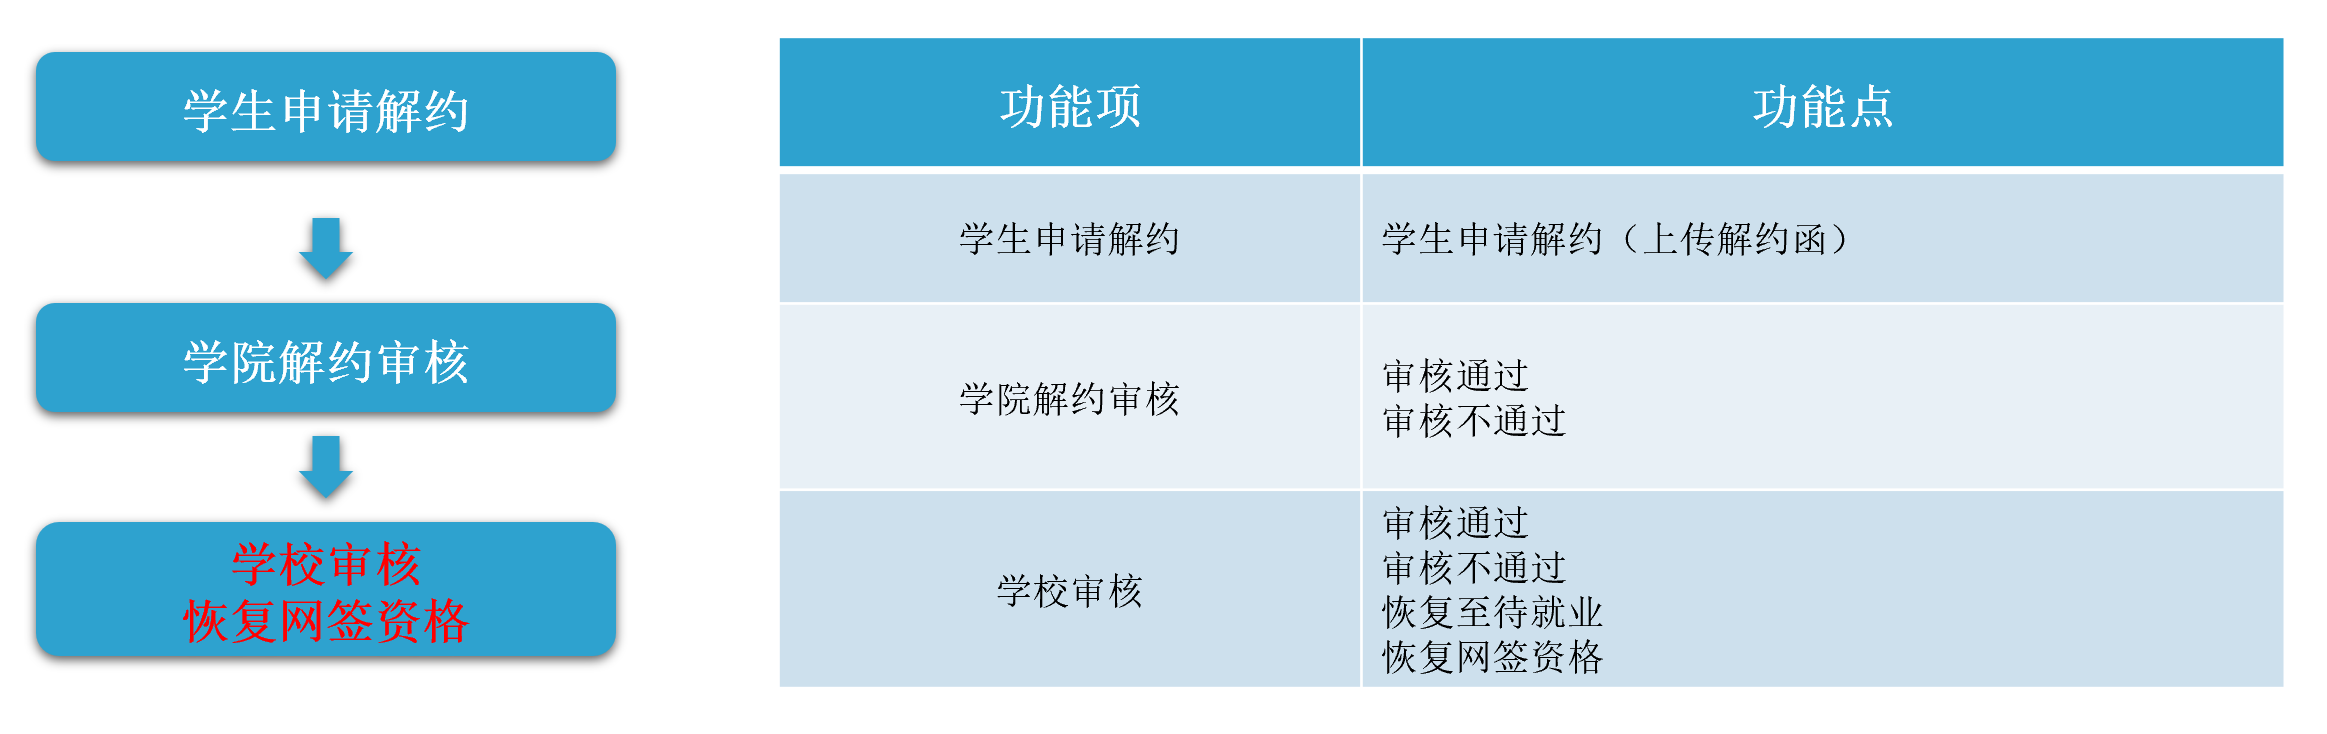 学生申请解约
学院解约审核
学校审核
恢复网签资格
功能项
功能点
学生申请解约
学生申请解约（上传解约函）
学院解约审核
审核通过
审核不通过
学校审核
审核通过
审核不通过
恢复至待就业
恢复网签资格